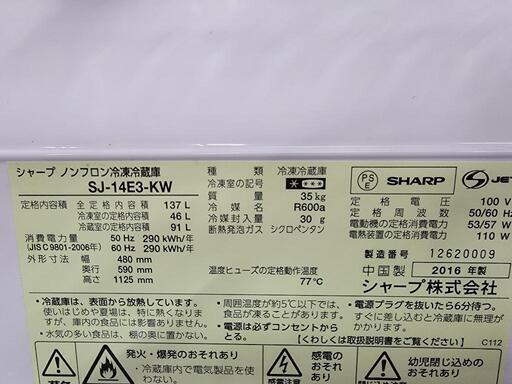 シャープ ノンフロン冷凍冷蔵庫
SJ-14E3-KW
定格内容積 全定格内容積 137 L
冷凍室の定格内容積 46 L
冷蔵室の定格内容積 91 L
消費電力量 50 Hz 290 kWh/年
(JISC 9801-2006年) 60 Hz 290 kWh/年
外形寸法 幅 480 mm
奥行 590 mm
高さ 1125 mm
種類 冷凍冷蔵庫
冷凍室の記号
質量 35 kg
冷媒名 R600a
冷媒封入量 30 g
断熱発泡ガス シクロペンタン
温度ヒューズの定格動作温度
77℃
PS
E
SHARP
定格電圧 100 V
定格周波数 50/60 Hz
電動機の定格消費電力 53/57 W
電熱装置の定格消費電力 110 W
製造番号 12620009
中国製 2016 年製
シャープ株式会社
・冷蔵庫は、表面から放熱しています。
使いはじめや夏場は、特に熱くなりま
すが、庫内の食品には影響しません。
・水気の多い食品は、棚の奥に置かない。
・周囲温度が約5℃以下では、
食品が凍ることがあります。
・電源は必ずコンセントから
とる。
・電源プラグを抜いたら6分待つ。
すぐに差し込むと冷蔵庫に無理が
かかります。
【くわしくは取扱説明書をご覧ください】
C112
発火・爆発のおそれあり
冷蔵庫内で電気製品を使
感電の
おそれあり
幼児閉じ込めの
おそれあり